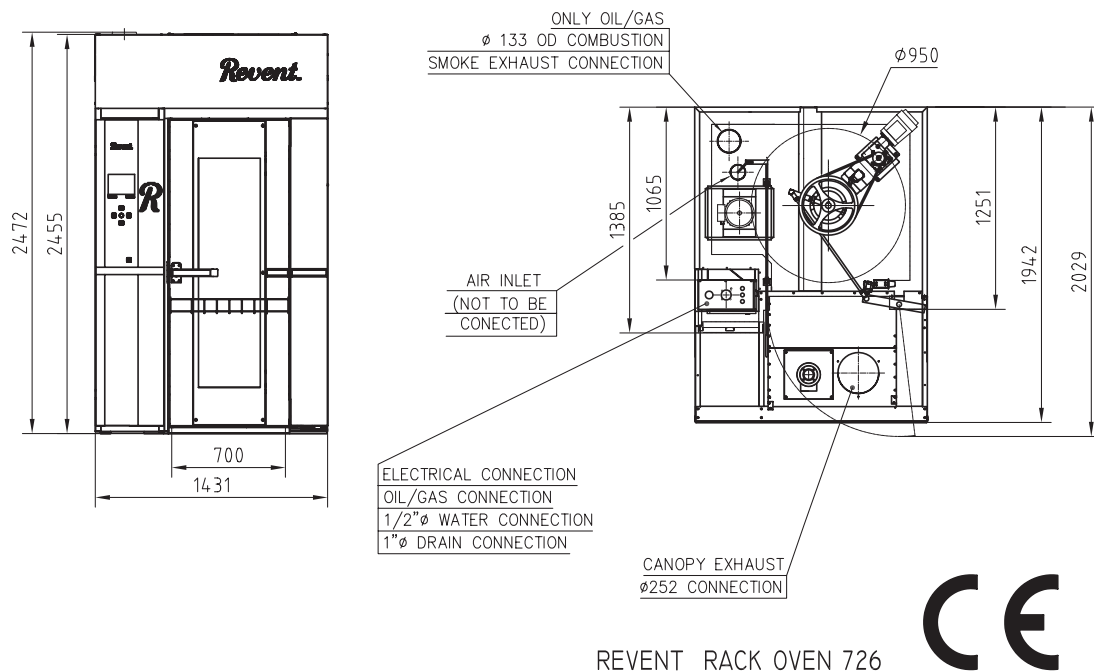 ONLY OIL/GAS
ø 133 OD COMBUSTION
SMOKE EXHAUST CONNECTION
ø950
Revent.
Revent
R
2472
2455
700
1431
1385
1065
1251
1942
2029
AIR INLET
(NOT TO BE
CONECTED)
ELECTRICAL CONNECTION
OIL/GAS CONNECTION
1/2"ø WATER CONNECTION
1"ø DRAIN CONNECTION
CANOPY EXHAUST
ø252 CONNECTION
CE
REVENT RACK OVEN 726